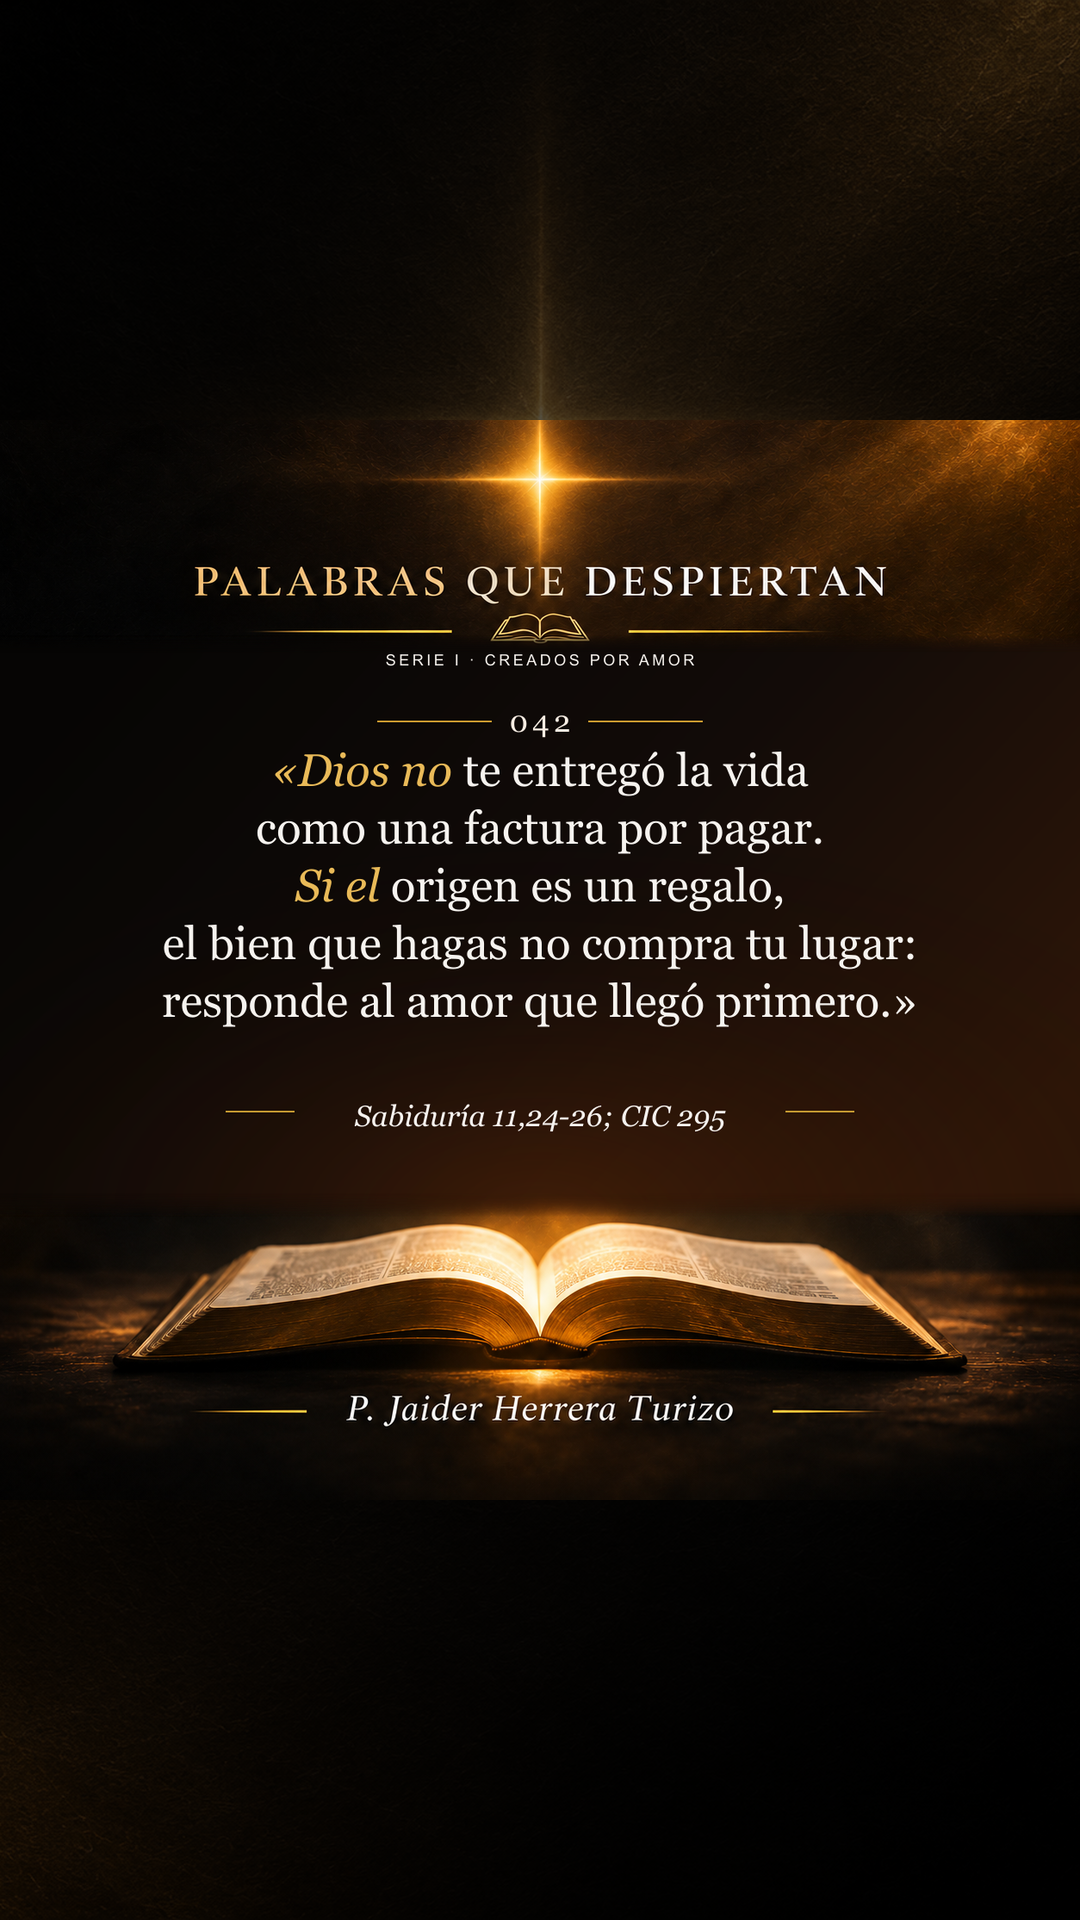 PALABRAS QUE DESPIERTAN
SERIE I · CREADOS POR AMOR
042
«Dios no te entregó la vida
como una factura por pagar.
Si el origen es un regalo,
el bien que hagas no compra tu lugar:
responde al amor que llegó primero.»
Sabiduría 11,24-26; CIC 295
P. Jaider Herrera Turizo